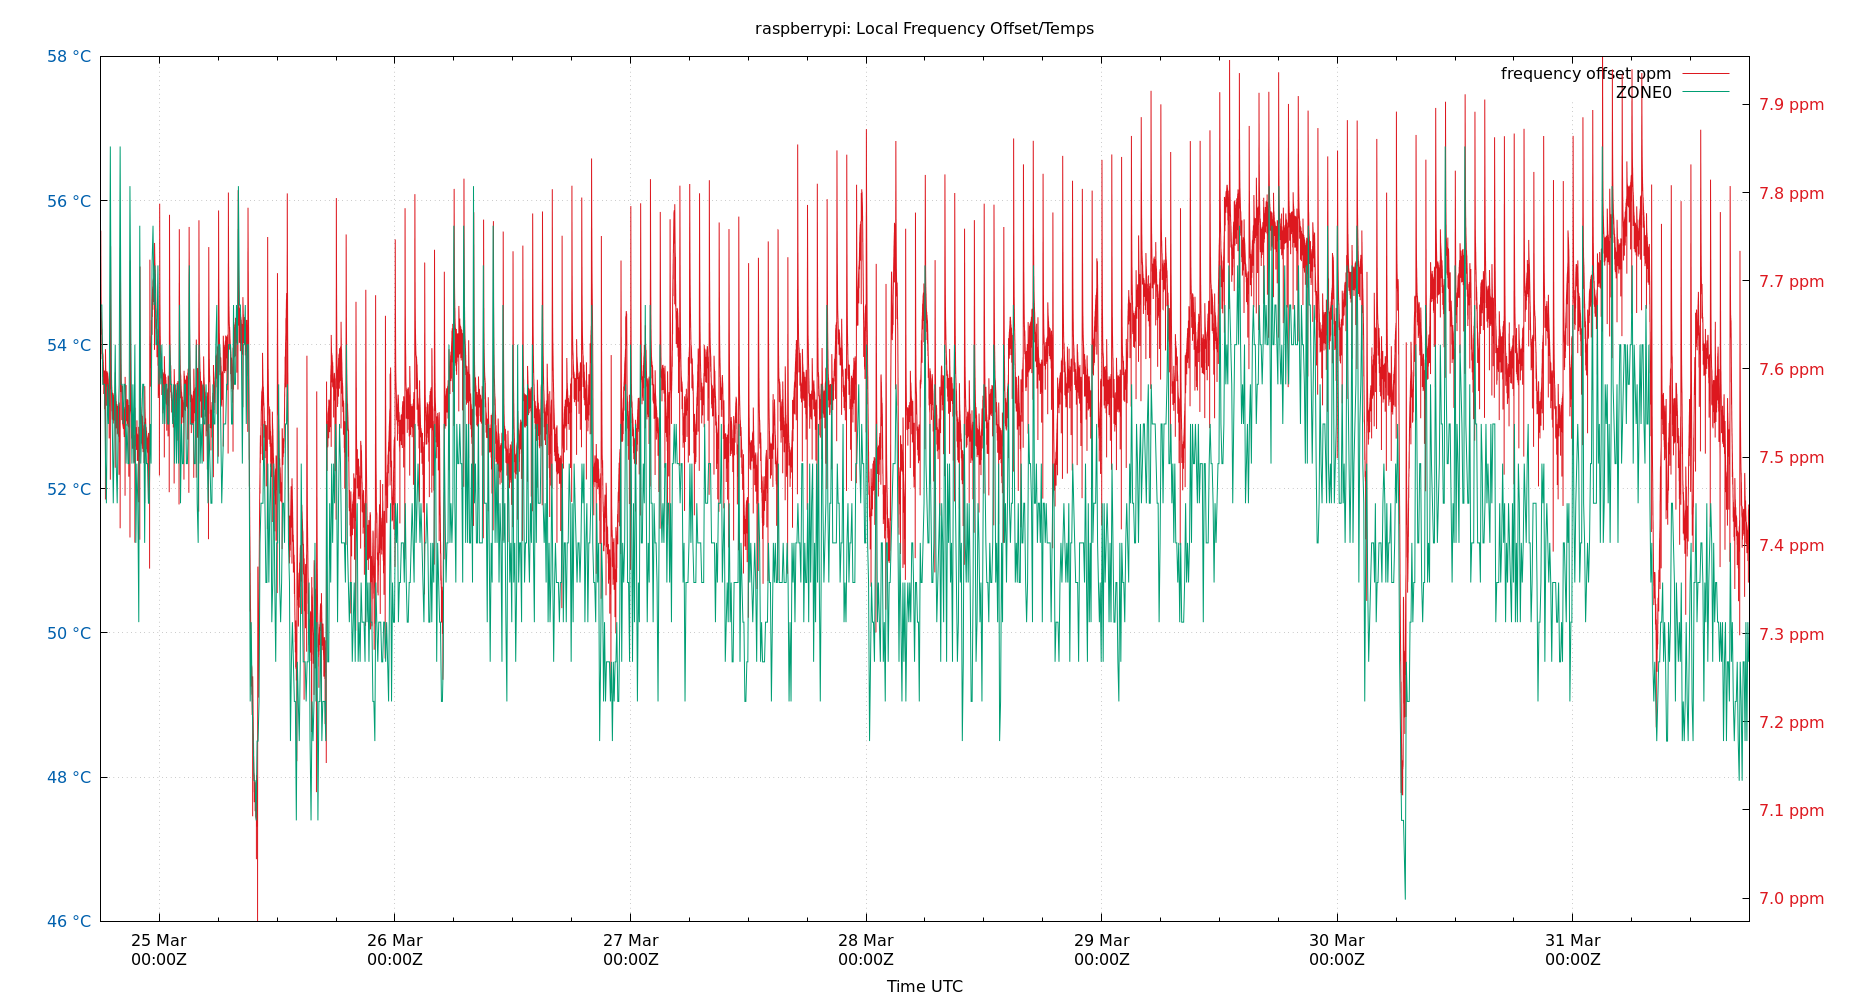 raspberrypi: Local Frequency Offset/Temps
58 °C
56 °C
54 °C
52 °C
50 °C
48 °C
46 °C
frequency offset ppm
ZONE0
7.9 ppm
7.8 ppm
7.7 ppm
7.6 ppm
7.5 ppm
7.4 ppm
7.3 ppm
7.2 ppm
7.1 ppm
7.0 ppm
25 Mar
00:00Z
26 Mar
00:00Z
27 Mar
00:00Z
28 Mar
00:00Z
29 Mar
00:00Z
30 Mar
00:00Z
31 Mar
00:00Z
Time UTC